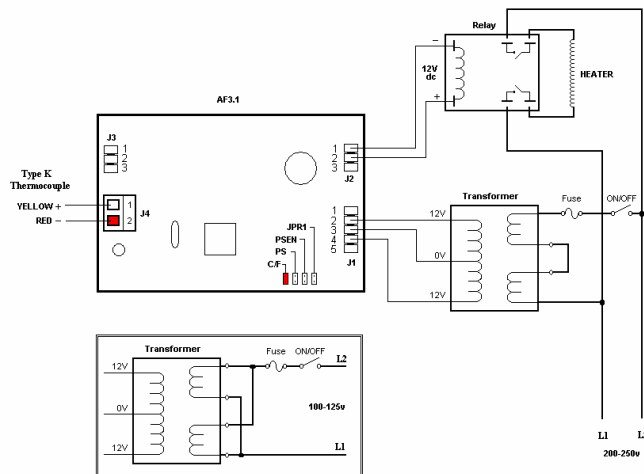 Relay
−
12V
dc
+
HEATER
AF3.1
J3
1
2
3
1
2
3
J2
Type K
Thermocouple
YELLOW +
RED −
1
2
J4
JPR1
PSEN
PS
C/F
1
2
3
4
5
J1
Transformer
12V
0V
12V
Fuse
ON/OFF
L1
L
200-250v
Transformer
12V
0V
12V
Fuse
ON/OFF
L2
100-125v
L1